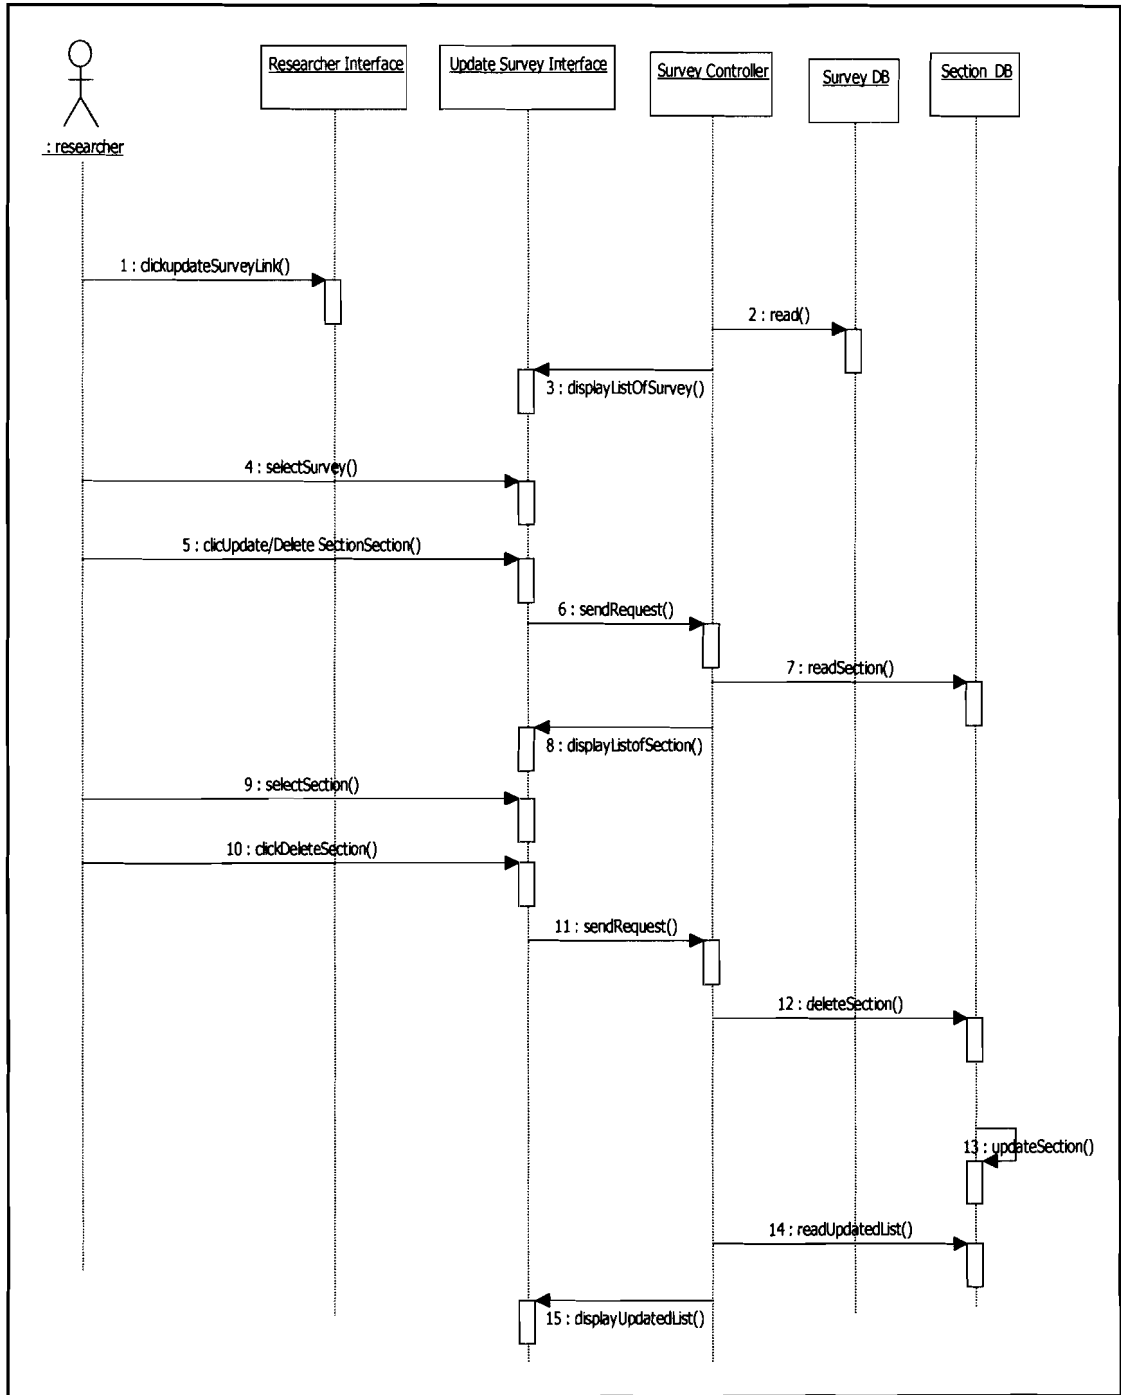 Researcher Interface
Update Survey Interface
Survey Controller
Survey DB
Section DB
: researcher
1 : clickupdateSurveyLink()
2 : read()
3 : displayListOfSurvey()
4 : selectSurvey()
5 : clicUpdate/Delete SectionSection()
6 : sendRequest()
7 : readSection()
8 : displayListofSection()
9 : selectSection()
10 : clickDeleteSection()
11 : sendRequest()
12 : deleteSection()
13 : updateSection()
14 : readUpdatedList()
15 : displayUpdatedList()